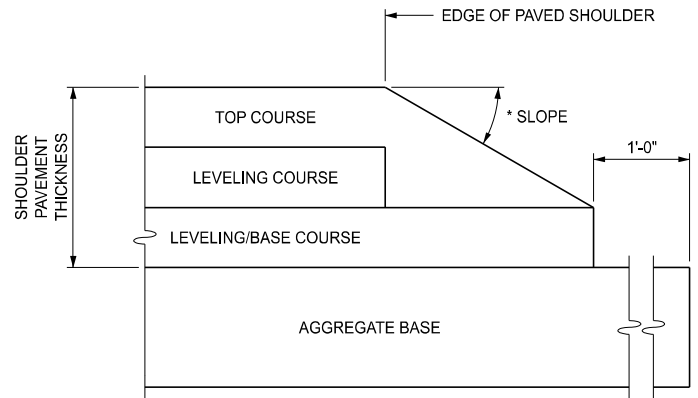 EDGE OF PAVED SHOULDER
TOP COURSE
* SLOPE
1'-0"
SHOULDER
PAVEMENT
THICKNESS
LEVELING COURSE
LEVELING/BASE COURSE
AGGREGATE BASE